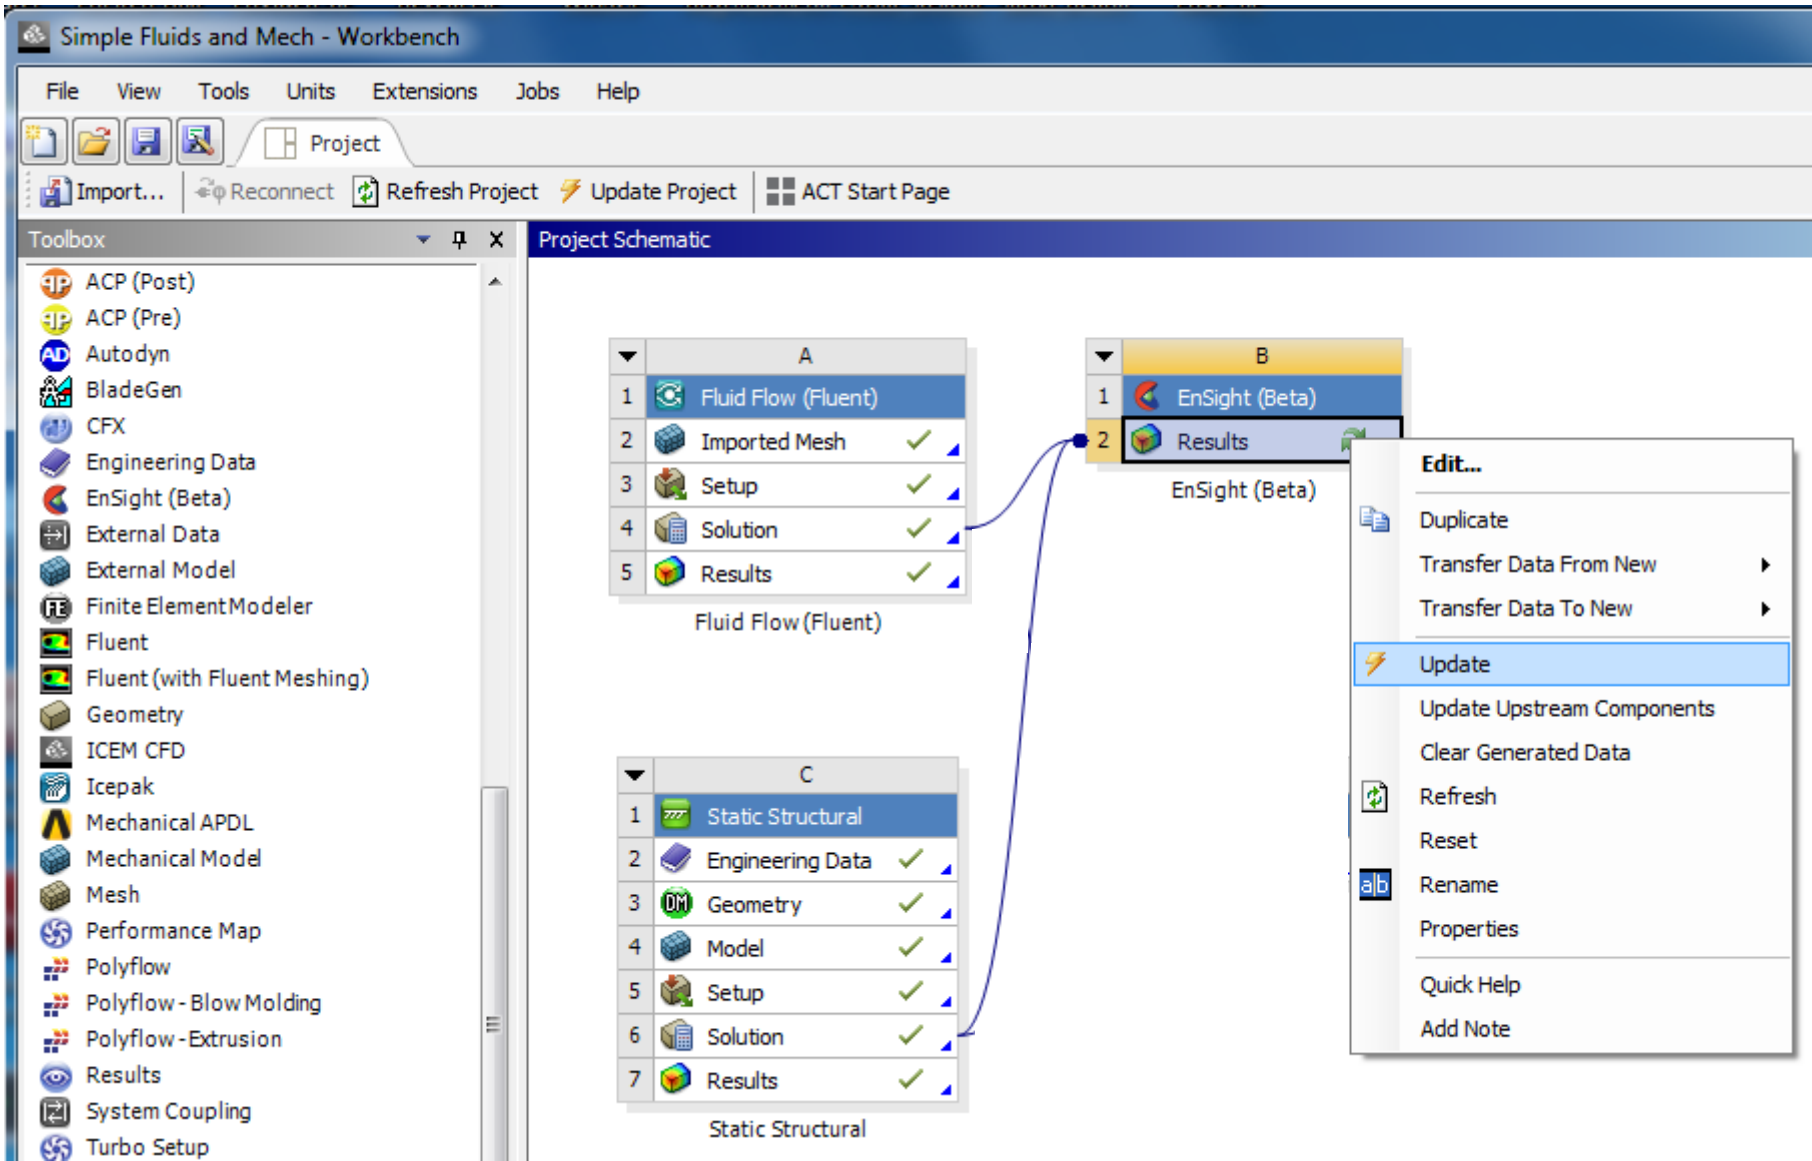 Simple Fluids and Mech - Workbench
File View Tools Units Extensions Jobs Help
Project
Import... Reconnect Refresh Project Update Project ACT Start Page
Toolbox
ACP (Post)
ACP (Pre)
AD Autodyn
BladeGen
CFX
Engineering Data
EnSight (Beta)
External Data
External Model
FE Finite Element Modeler
Fluent
Fluent (with Fluent Meshing)
Geometry
ICEM CFD
Icepak
Mechanical APDL
Mechanical Model
Mesh
Performance Map
Polyflow
Polyflow - Blow Molding
Polyflow - Extrusion
Results
System Coupling
Turbo Setup
Project Schematic
A
1 Fluid Flow (Fluent)
2 Imported Mesh
3 Setup
4 Solution
5 Results
Fluid Flow (Fluent)
B
1 EnSight (Beta)
2 Results
EnSight (Beta)
C
1 Static Structural
2 Engineering Data
3 DM Geometry
4 Model
5 Setup
6 Solution
7 Results
Static Structural
Edit...
Duplicate
Transfer Data From New
Transfer Data To New
Update
Update Upstream Components
Clear Generated Data
Refresh
Reset
a|b Rename
Properties
Quick Help
Add Note